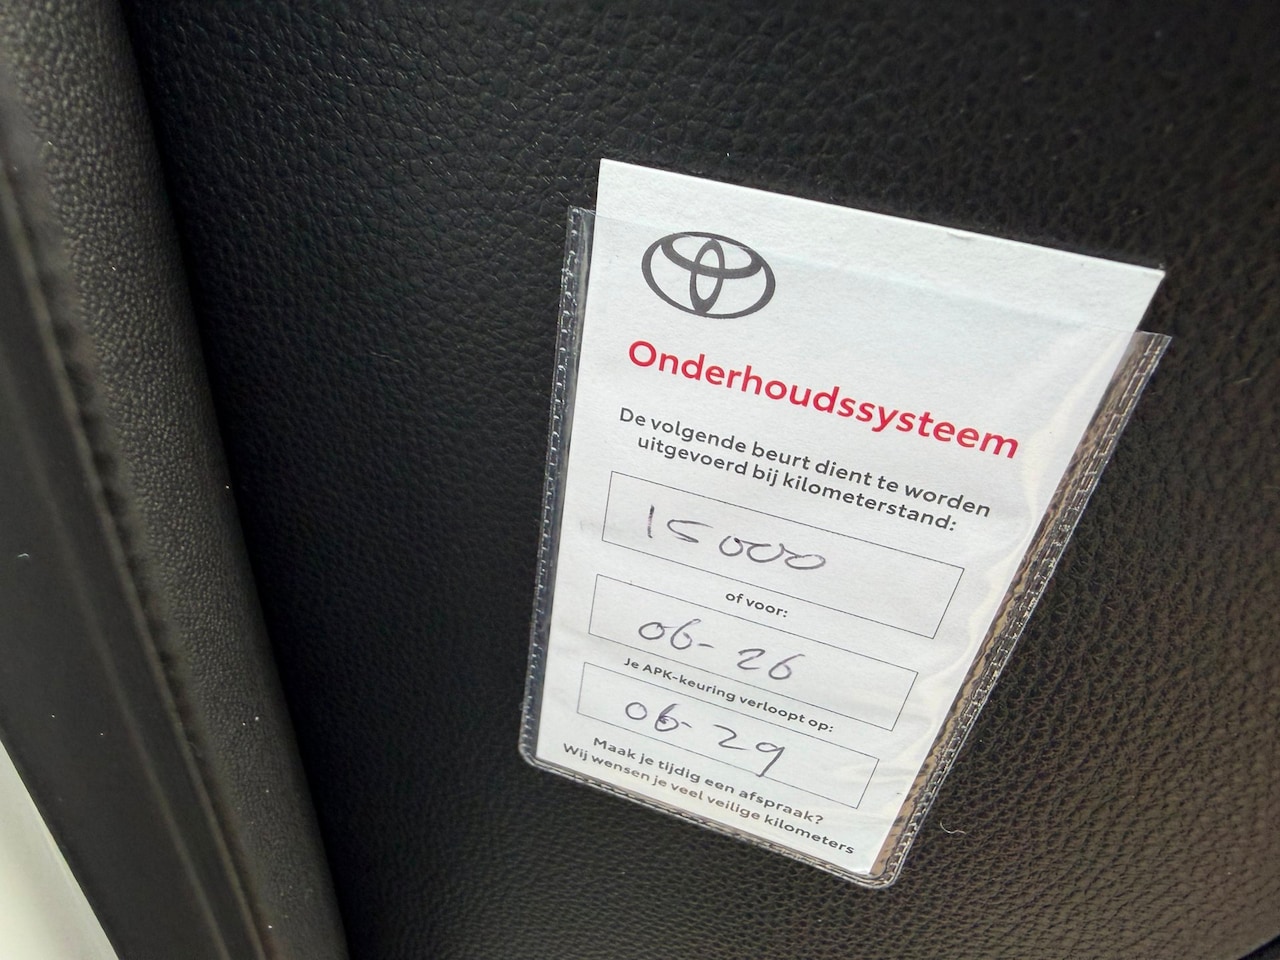 Onderhoudssysteem
De volgende beurt dient te worden
uitgevoerd bij kilometerstand:
15000
of voor:
06-26
Je APK-keuring verloopt op:
06-29
Maak je tijdig een afspraak?
Wij wensen je veel veilige kilometers